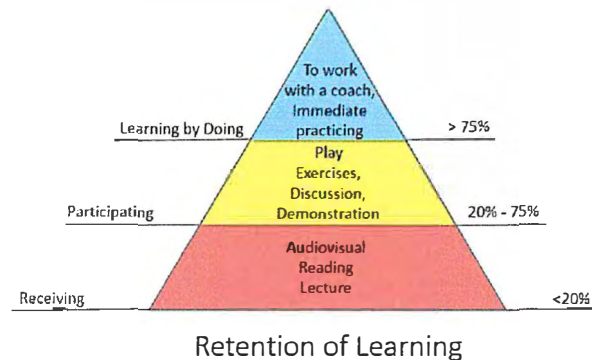 To work
with a coach,
Immediate
practicing
Learning by Doing
> 75%
Play
Exercises,
Discussion,
Demonstration
Participating
20% - 75%
Audiovisual
Reading
Lecture
Receiving
<20%
Retention of Learning